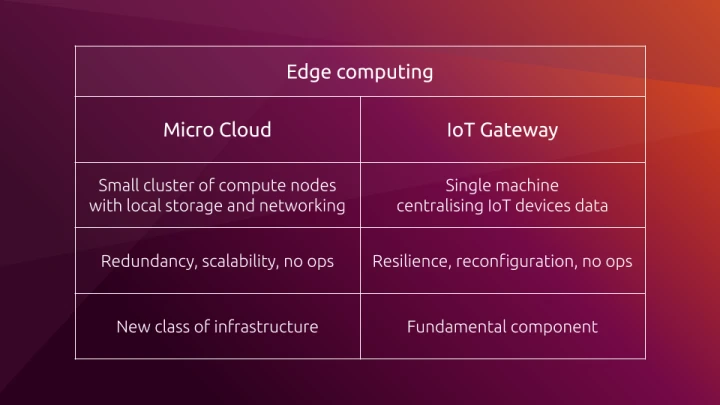 Edge computing
Micro Cloud
IoT Gateway
Small cluster of compute nodes
with local storage and networking
Single machine
centralising IoT devices data
Redundancy, scalability, no ops
Resilience, reconfiguration, no ops
New class of infrastructure
Fundamental component